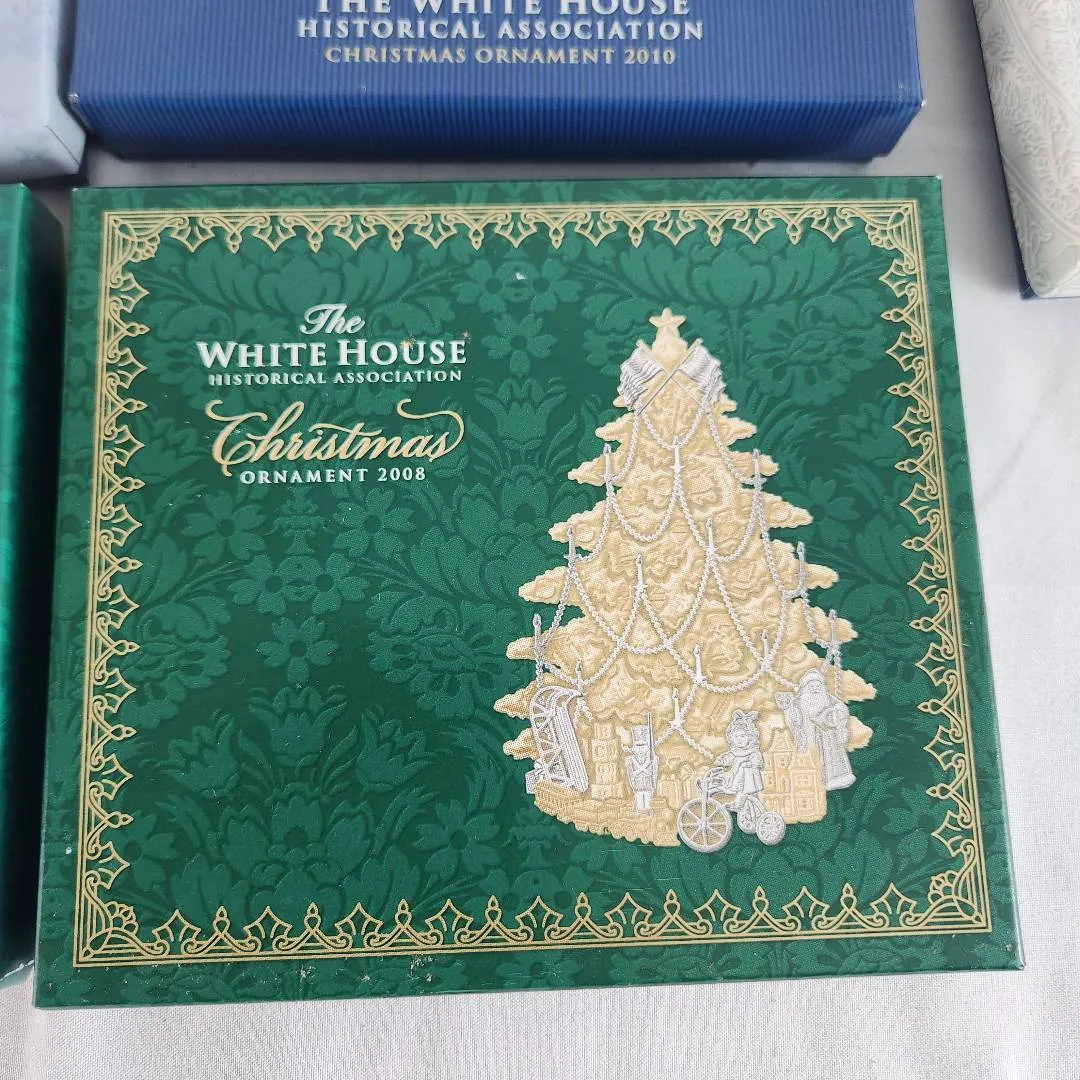 THE WHITE HOUSE
HISTORICAL ASSOCIATION
CHRISTMAS ORNAMENT 2010
The
WHITE HOUSE
HISTORICAL ASSOCIATION
Christmas
ORNAMENT 2008